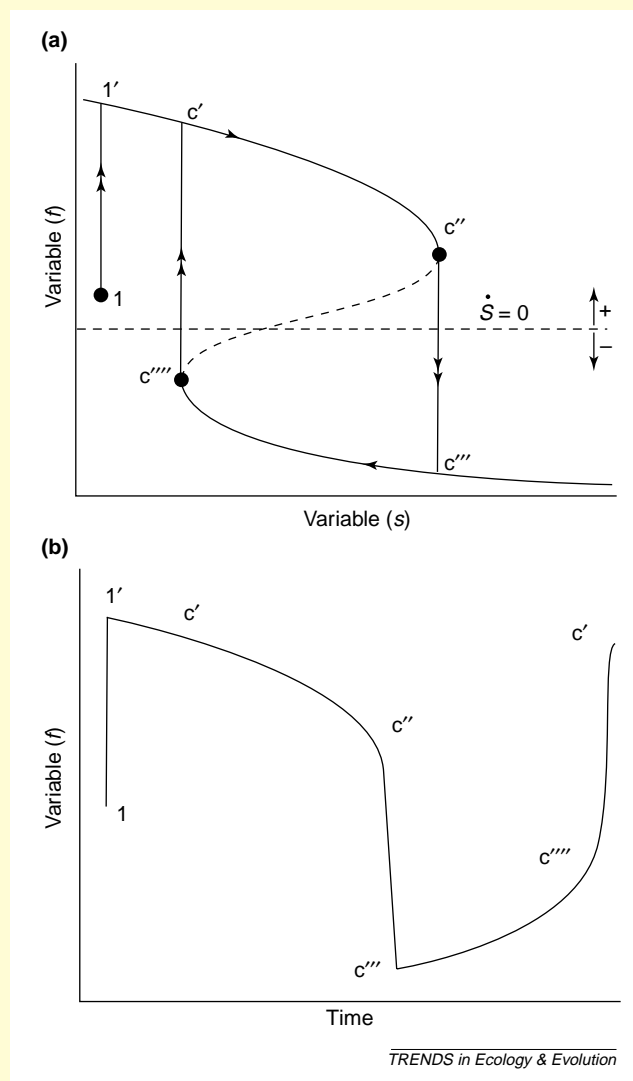 (a)
1′
c′
c″
Variable (f)
1
Ṡ = 0
+
–
c″″
c‴
Variable (s)
(b)
1′
c′
c′
c″
Variable (f)
1
c″″
c‴
Time
TRENDS in Ecology & Evolution